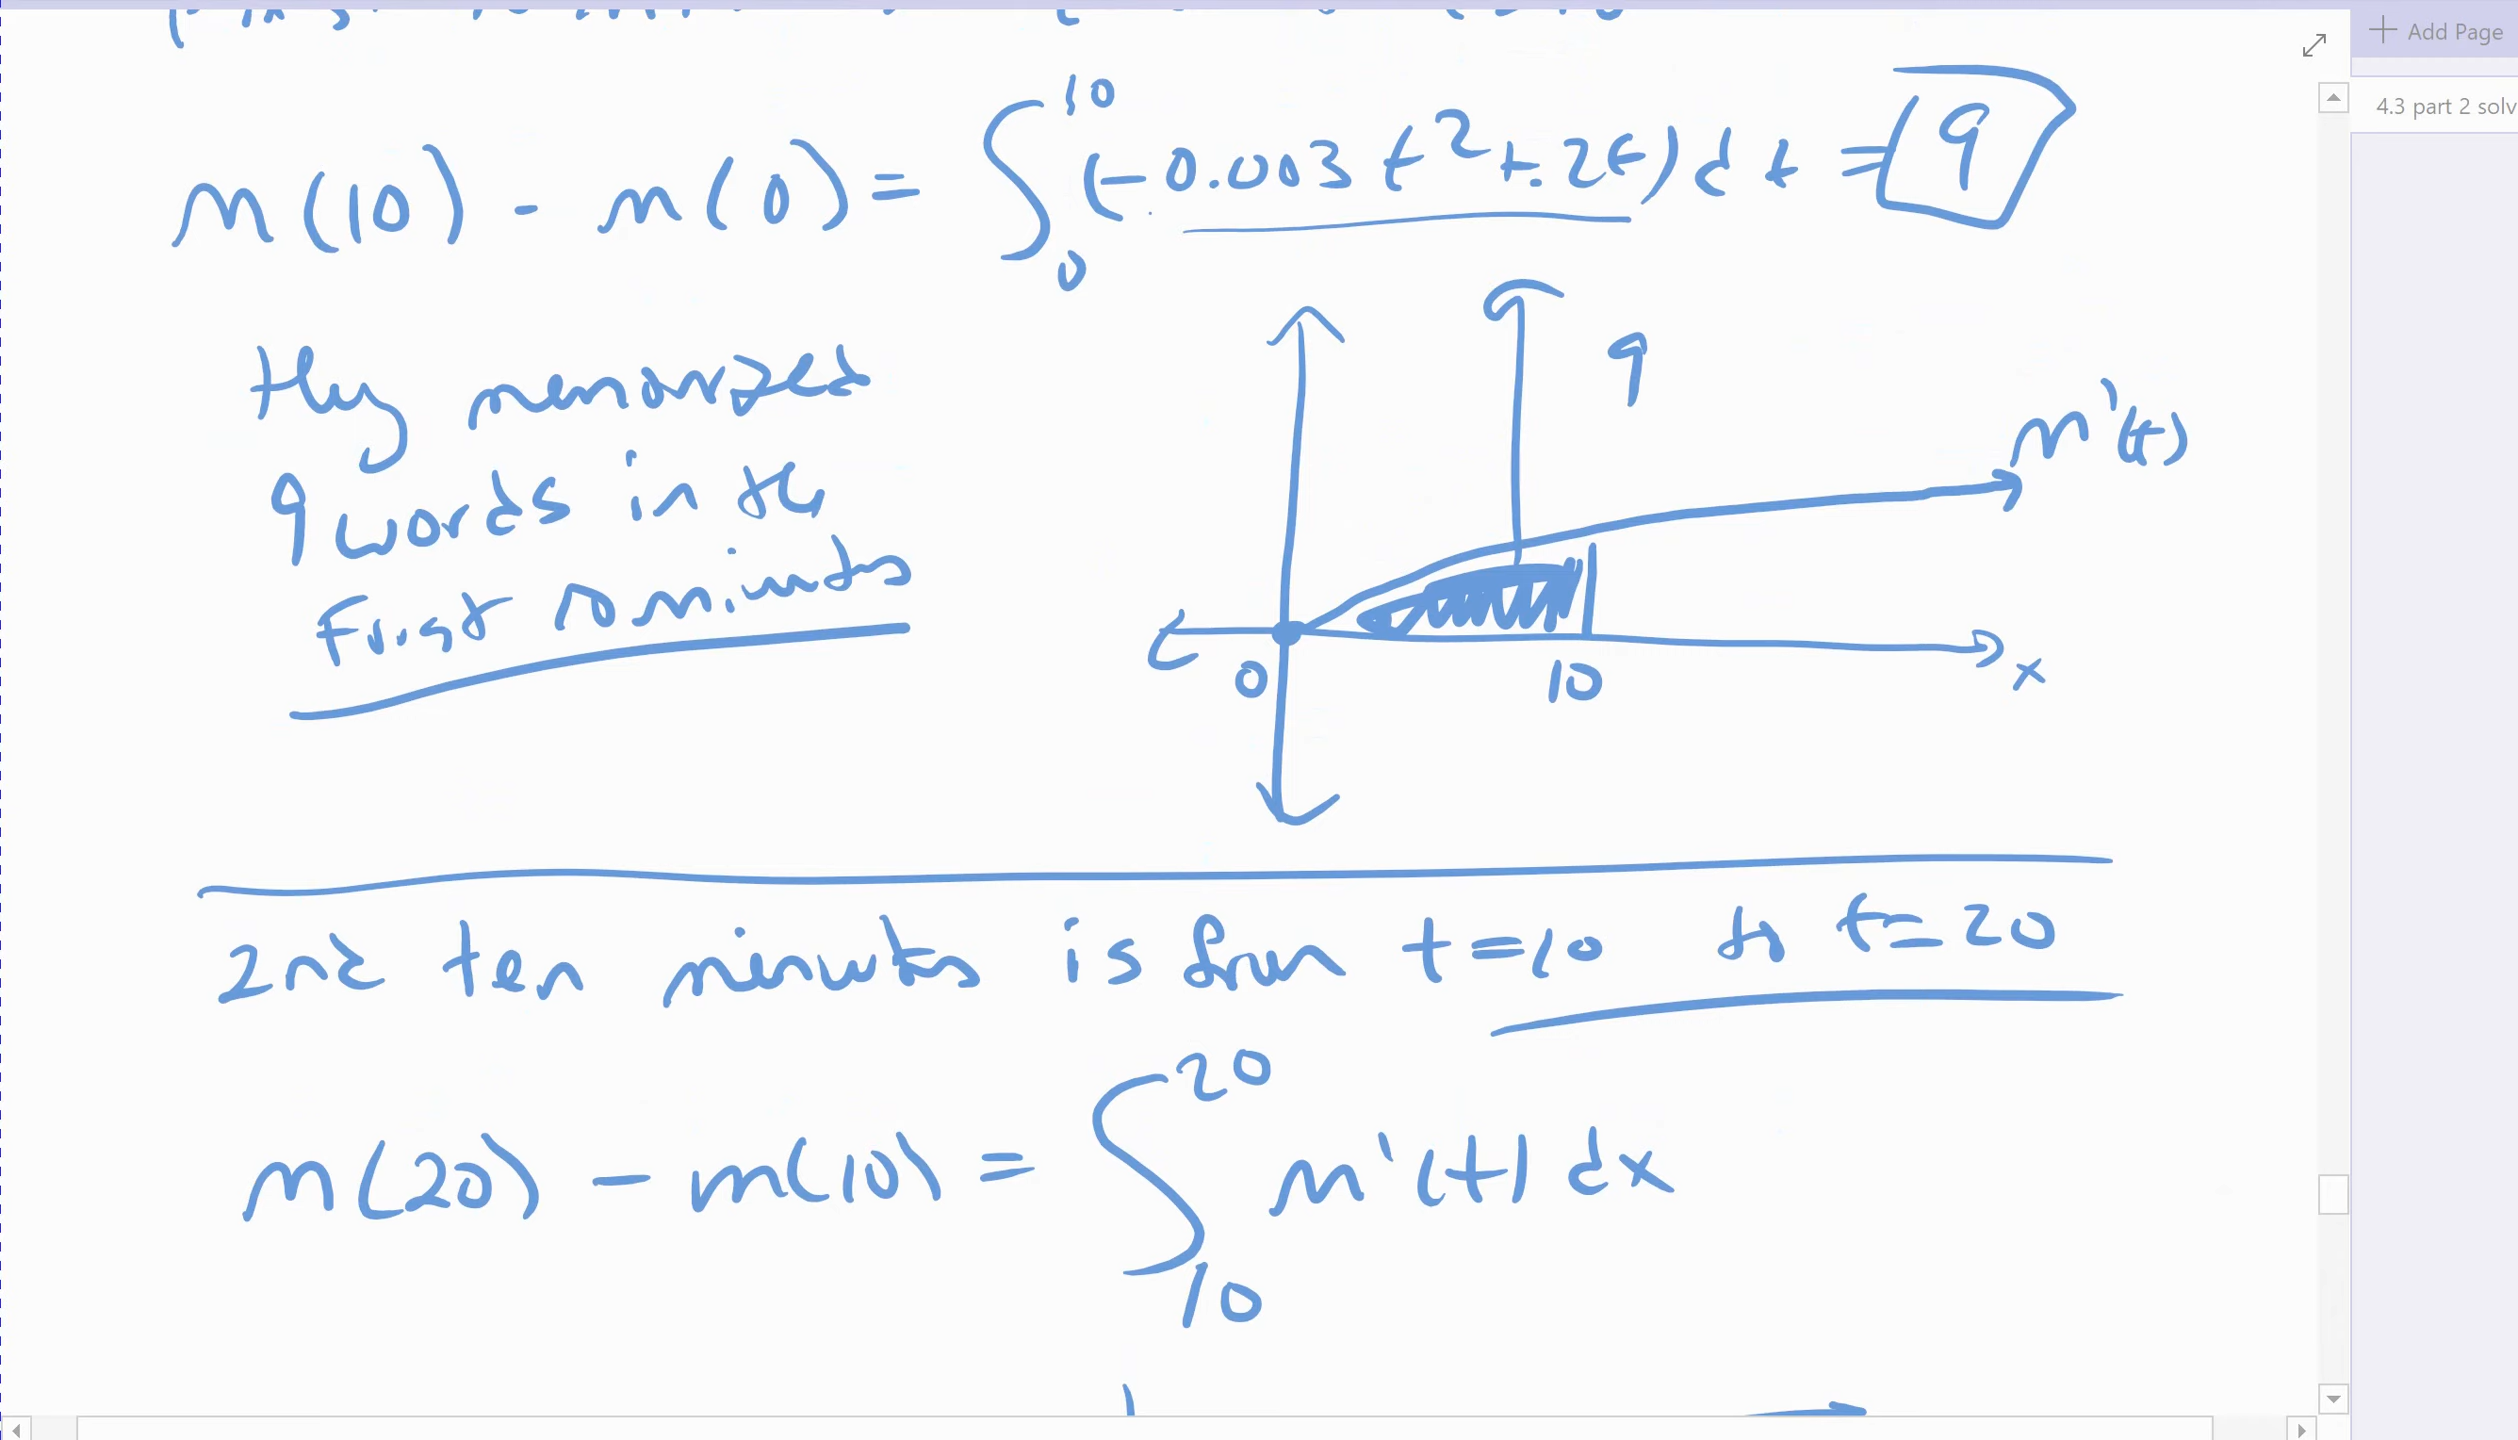 Add Page
4.3 part 2 solv
M(10) - M(0) = ∫₀¹⁰ (-0.003t² + .2t) dt = 9
they memorized
9 words in the
first 10 minutes
9
M'(t)
0
10
x
2nd ten minutes is from t=10 to t=20
M(20) - M(10) = ∫₁₀²⁰ M'(t) dx